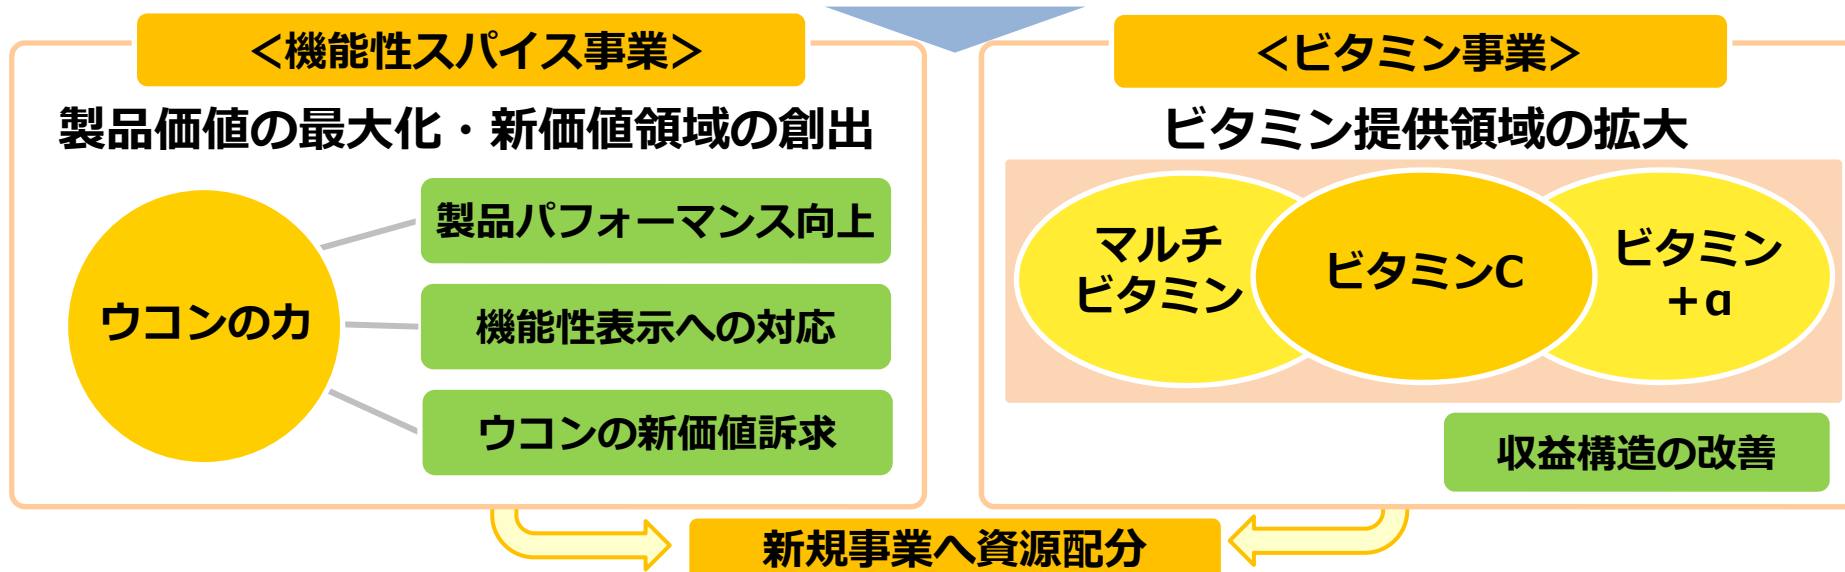 ＜機能性スパイス事業＞
製品価値の最大化・新価値領域の創出
ウコンの力
製品パフォーマンス向上
機能性表示への対応
ウコンの新価値訴求
＜ビタミン事業＞
ビタミン提供領域の拡大
マルチ
ビタミン
ビタミンC
ビタミン
＋α
収益構造の改善
新規事業へ資源配分